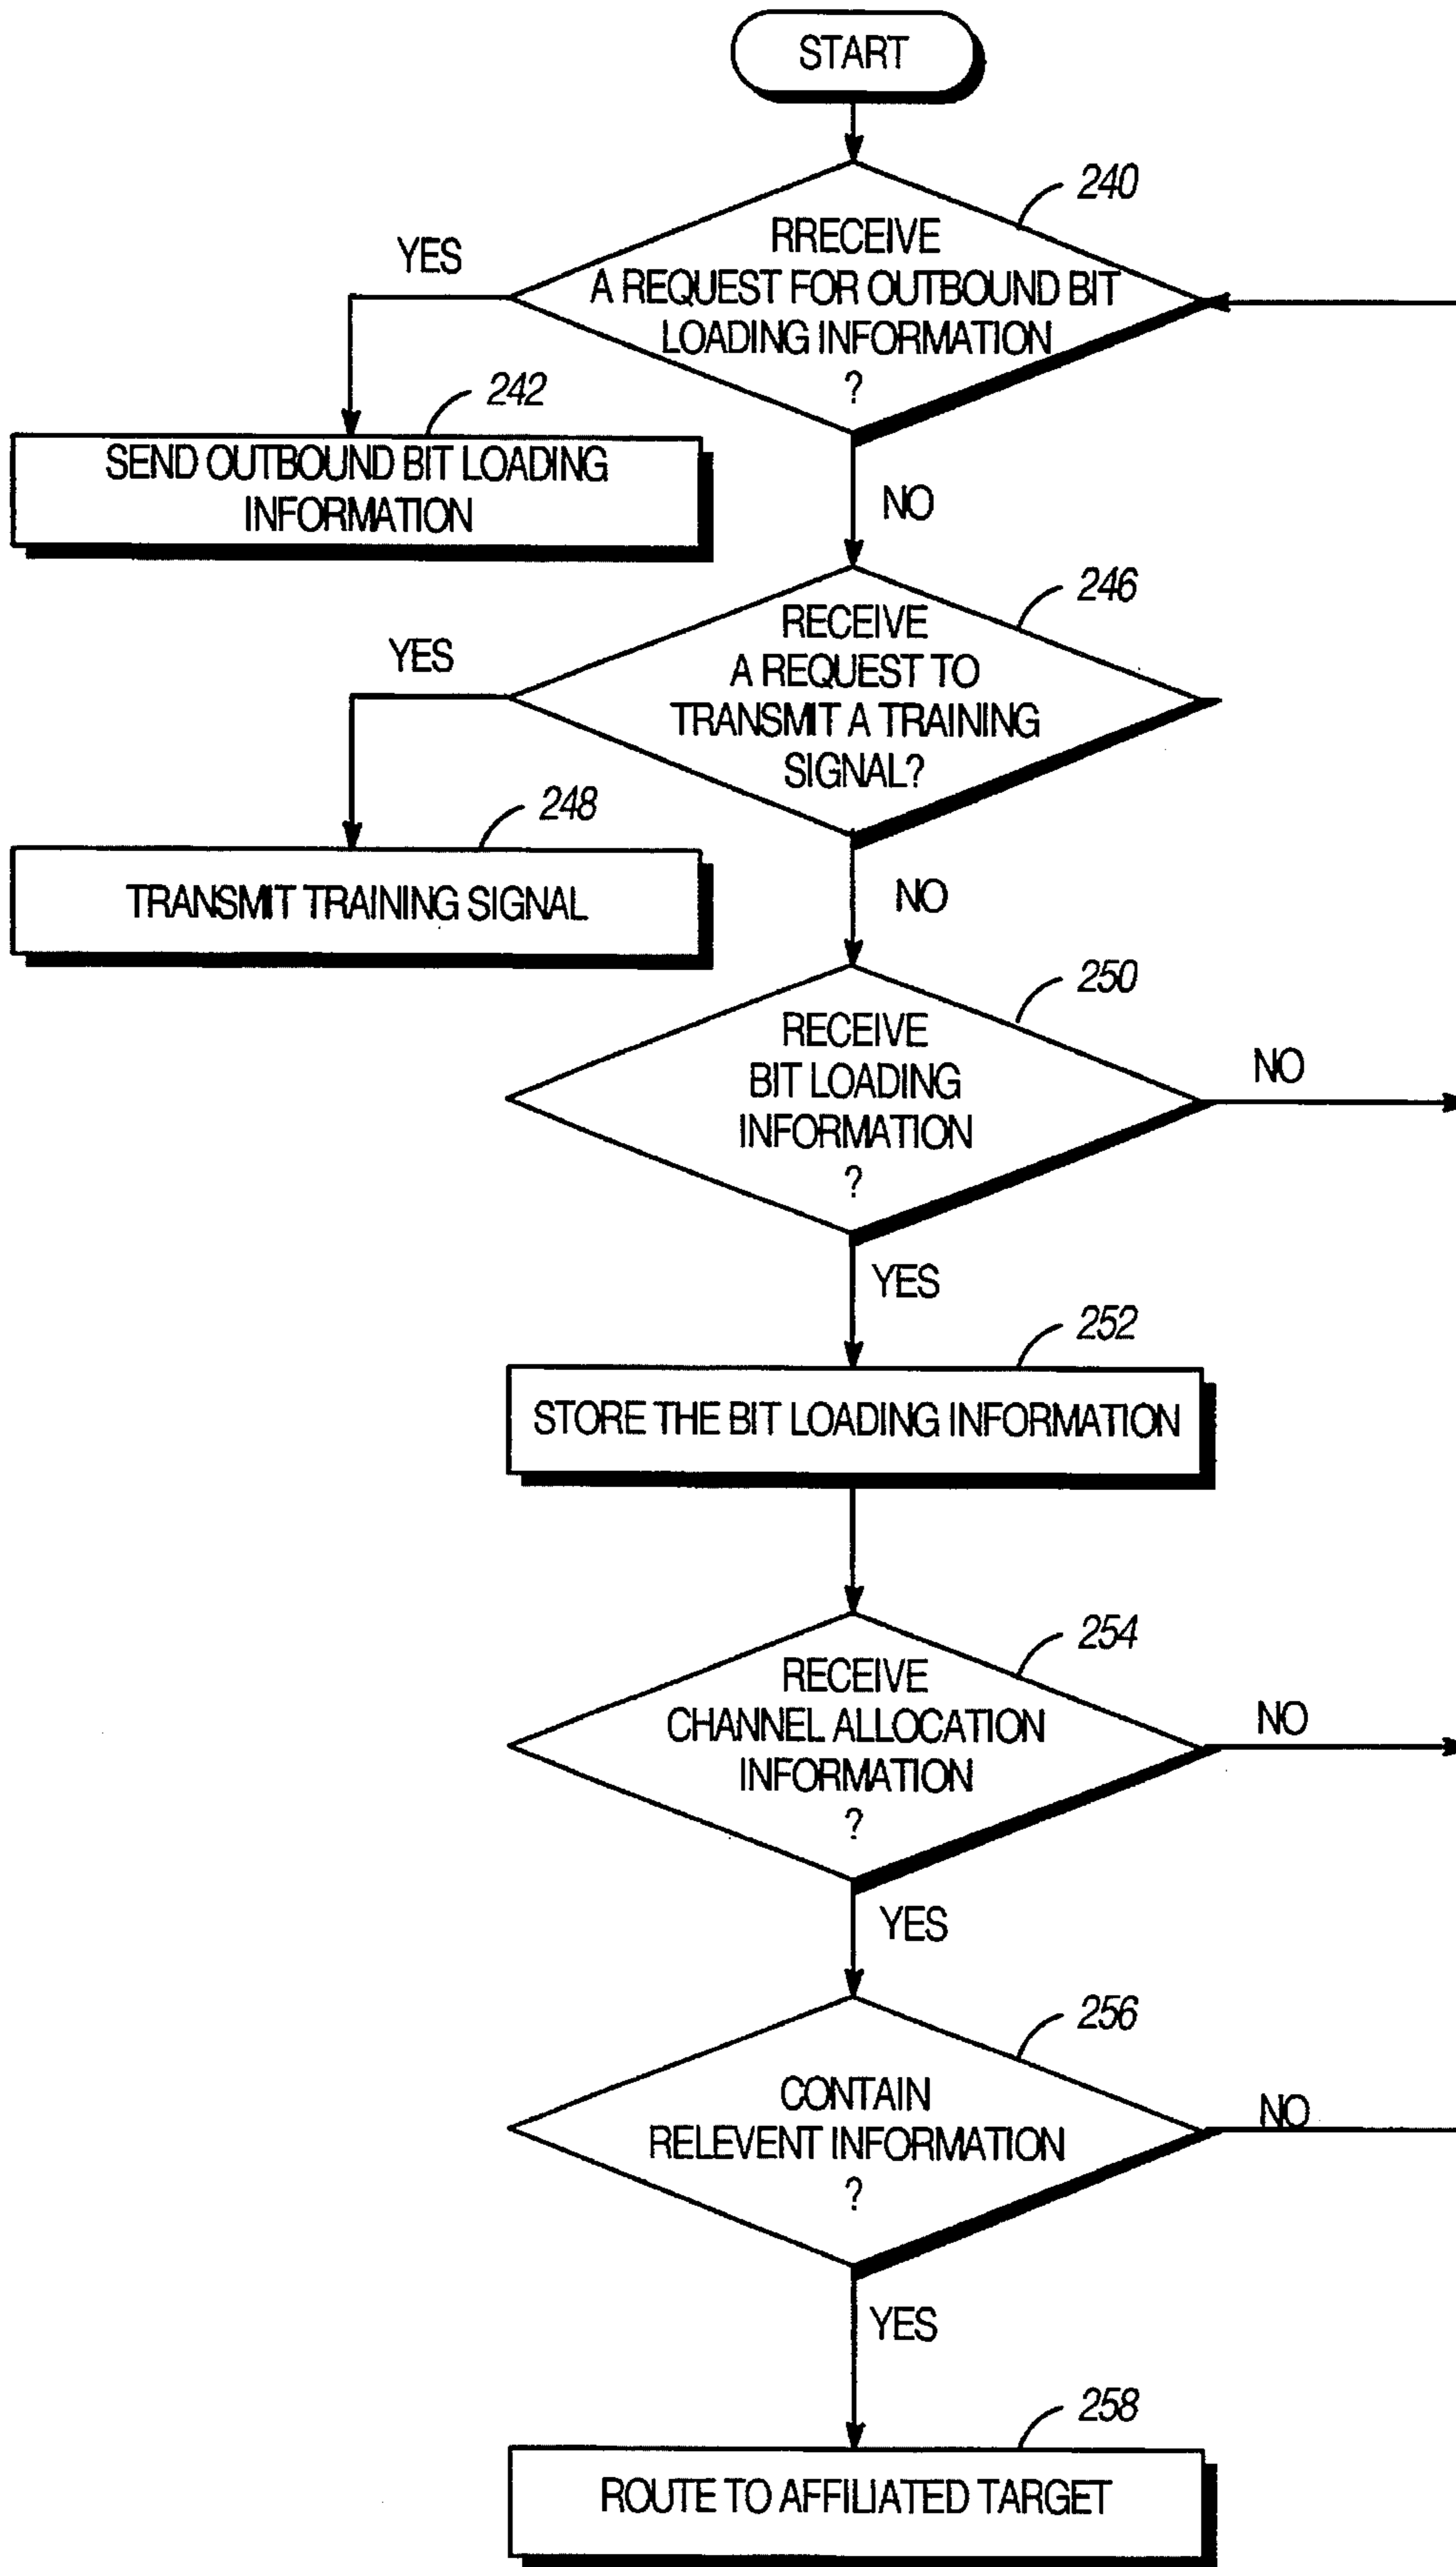 START
240
RRECEIVE
A REQUEST FOR OUTBOUND BIT
LOADING INFORMATION
?
YES
242
SEND OUTBOUND BIT LOADING
INFORMATION
NO
246
RECEIVE
A REQUEST TO
TRANSMIT A TRAINING
SIGNAL?
YES
248
TRANSMIT TRAINING SIGNAL
NO
250
RECEIVE
BIT LOADING
INFORMATION
?
NO
YES
252
STORE THE BIT LOADING INFORMATION
254
RECEIVE
CHANNEL ALLOCATION
INFORMATION
?
NO
YES
256
CONTAIN
RELEVENT INFORMATION
?
NO
YES
258
ROUTE TO AFFILIATED TARGET